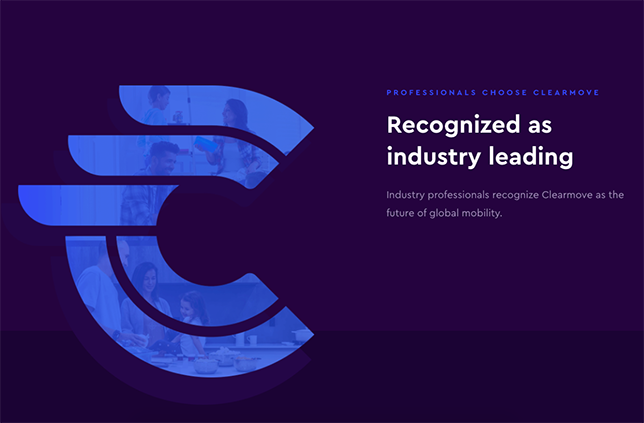 PROFESSIONALS CHOOSE CLEARMOVE
Recognized as
industry leading
Industry professionals recognize Clearmove as the
future of global mobility.